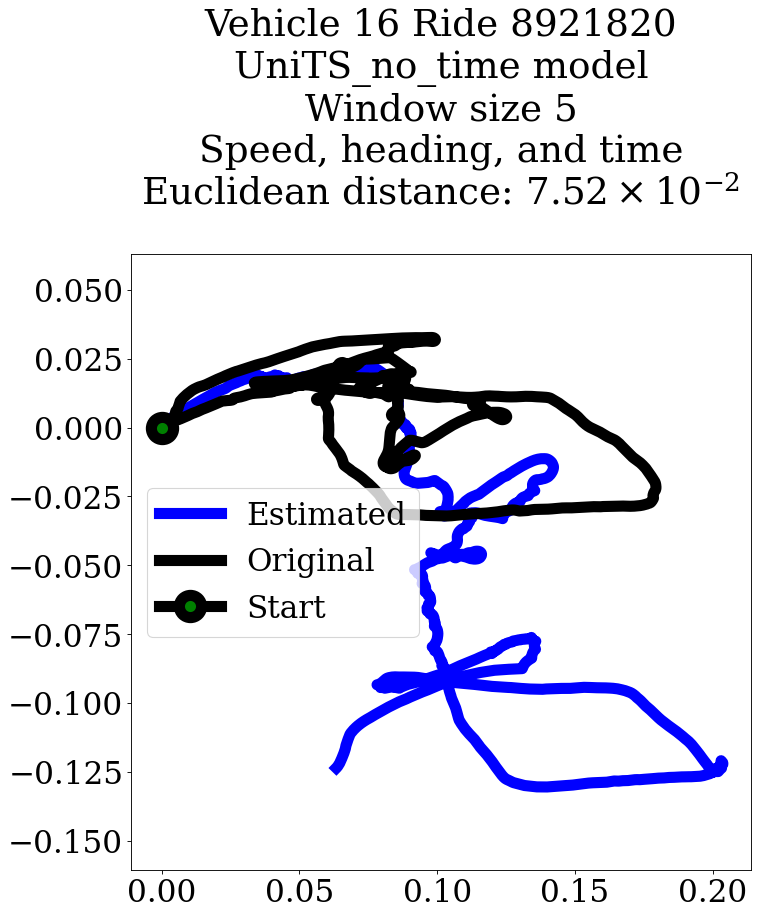 Vehicle 16 Ride 8921820
UniTS_no_time model
Window size 5
Speed, heading, and time
Euclidean distance: 7.52 × 10⁻²
0.050
0.025
0.000
−0.025
−0.050
−0.075
−0.100
−0.125
−0.150
Estimated
Original
Start
0.00 0.05 0.10 0.15 0.20